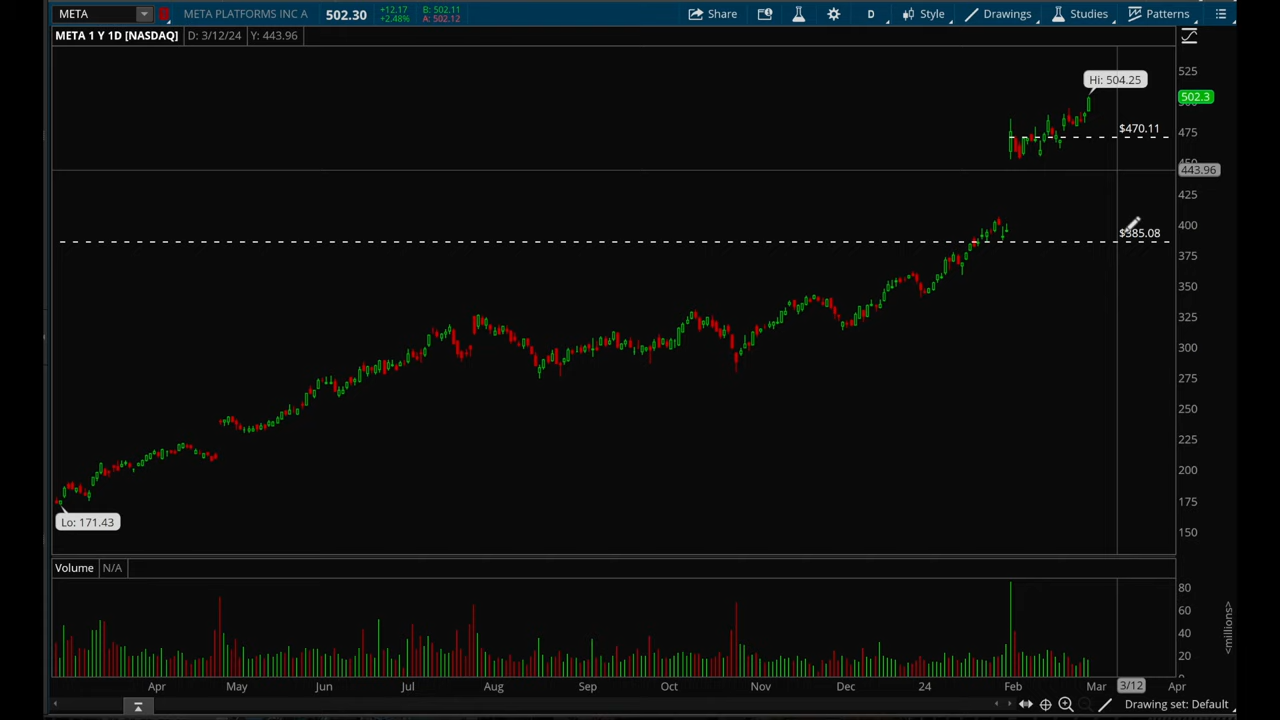 META META PLATFORMS INC A 502.30 +12.17 +2.48% B: 502.11 A: 502.12 Share D Style Drawings Studies Patterns
META 1 Y 1D [NASDAQ] D: 3/12/24 Y: 443.96
525
Hi: 504.25
502.3
$470.11
475
443.96
425
400
$385.08
375
350
325
300
275
250
225
200
175
Lo: 171.43
150
Volume N/A
80
60
40
20
<millions>
Apr May Jun Jul Aug Sep Oct Nov Dec 24 Feb Mar 3/12 Apr
Drawing set: Default